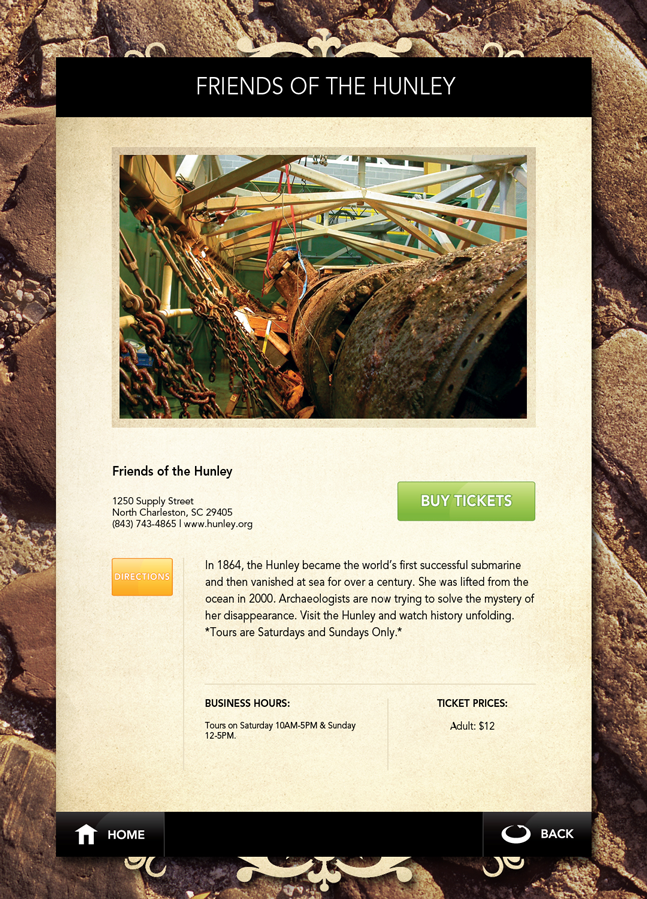 FRIENDS OF THE HUNLEY
Friends of the Hunley
1250 Supply Street
North Charleston, SC 29405
(843) 743-4865 | www.hunley.org
BUY TICKETS
DIRECTIONS
In 1864, the Hunley became the world's first successful submarine
and then vanished at sea for over a century. She was lifted from the
ocean in 2000. Archaeologists are now trying to solve the mystery of
her disappearance. Visit the Hunley and watch history unfolding.
*Tours are Saturdays and Sundays Only.*
BUSINESS HOURS:
Tours on Saturday 10AM-5PM & Sunday
12-5PM.
TICKET PRICES:
Adult: $12
HOME
BACK